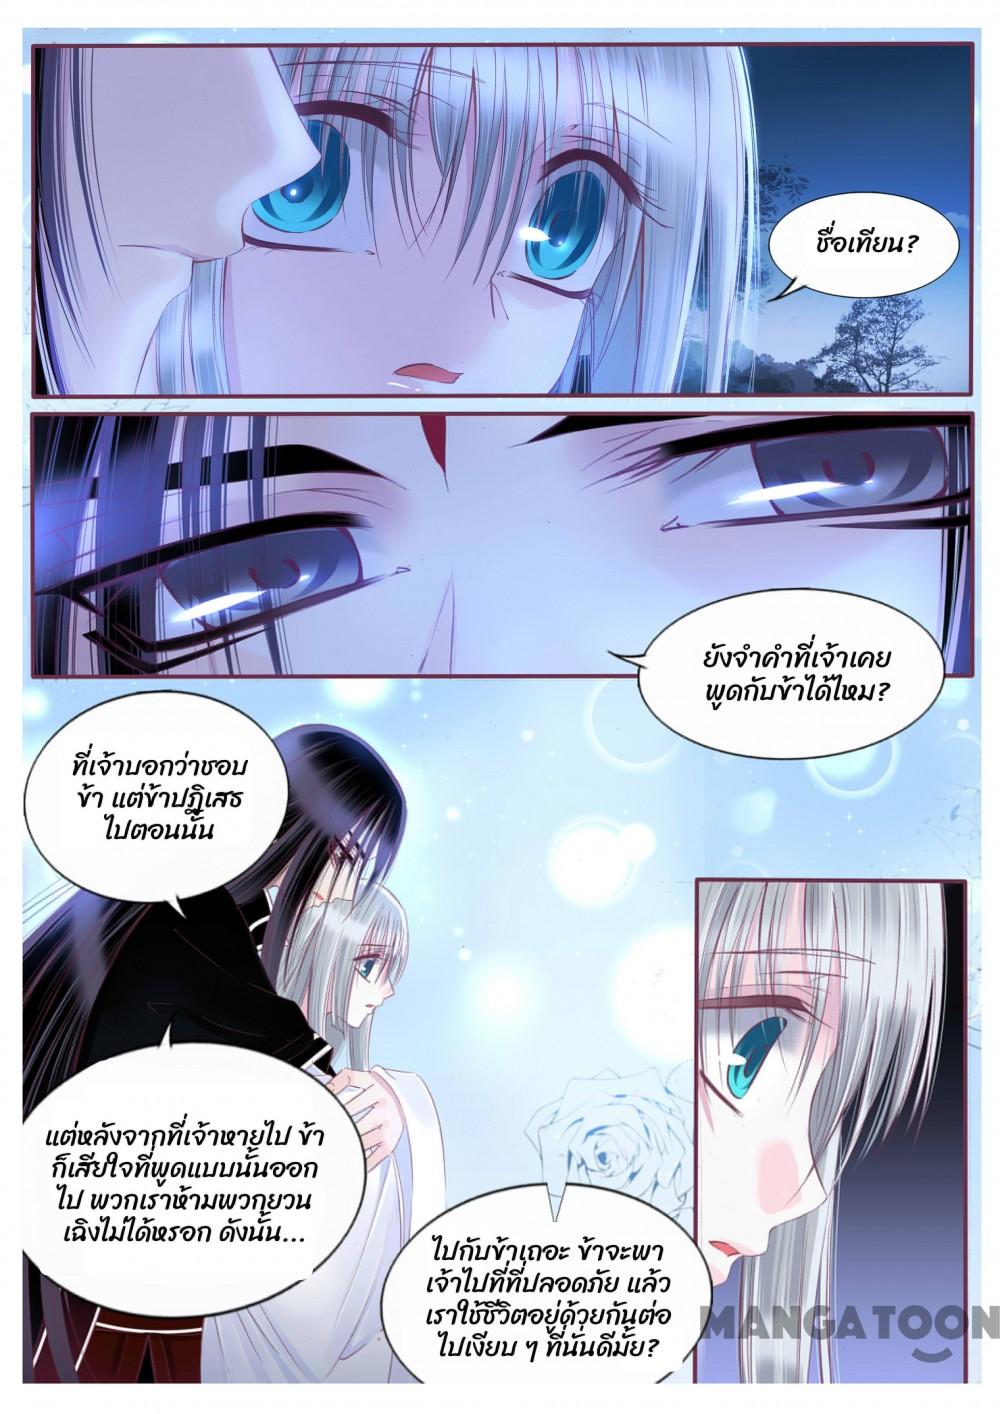 ชื่อเทียน?
ยังจำคำที่เจ้าเคย
พูดกับข้าได้ไหม?
ที่เจ้าบอกว่าชอบ
ข้า แต่ข้าปฏิเสธ
ไปตอนนั้น
แต่หลังจากที่เจ้าหายไป ข้า
ก็เสียใจที่พูดแบบนั้นออก
ไป พวกเราห้ามพวกยวน
เฉิงไม่ได้หรอก ดังนั้น...
ไปกับข้าเถอะ ข้าจะพา
เจ้าไปที่ที่ปลอดภัย แล้ว
เราใช้ชีวิตอยู่ด้วยกันต่อ
ไปเงียบ ๆ ที่นั่นดีมั้ย?
MANGATOON